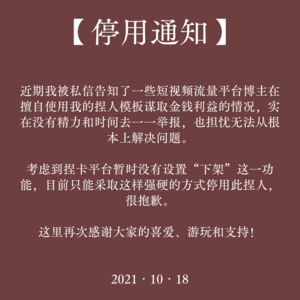 【停用通知】
近期我被私信告知了一些短视频流量平台博主在
擅自使用我的捏人模板谋取金钱利益的情况，实
在没有精力和时间去一一举报，也担忧无法从根
本上解决问题。
考虑到捏卡平台暂时没有设置“下架”这一功
能，目前只能采取这样强硬的方式停用此捏人，
很抱歉。
这里再次感谢大家的喜爱、游玩和支持！
2021・10・18